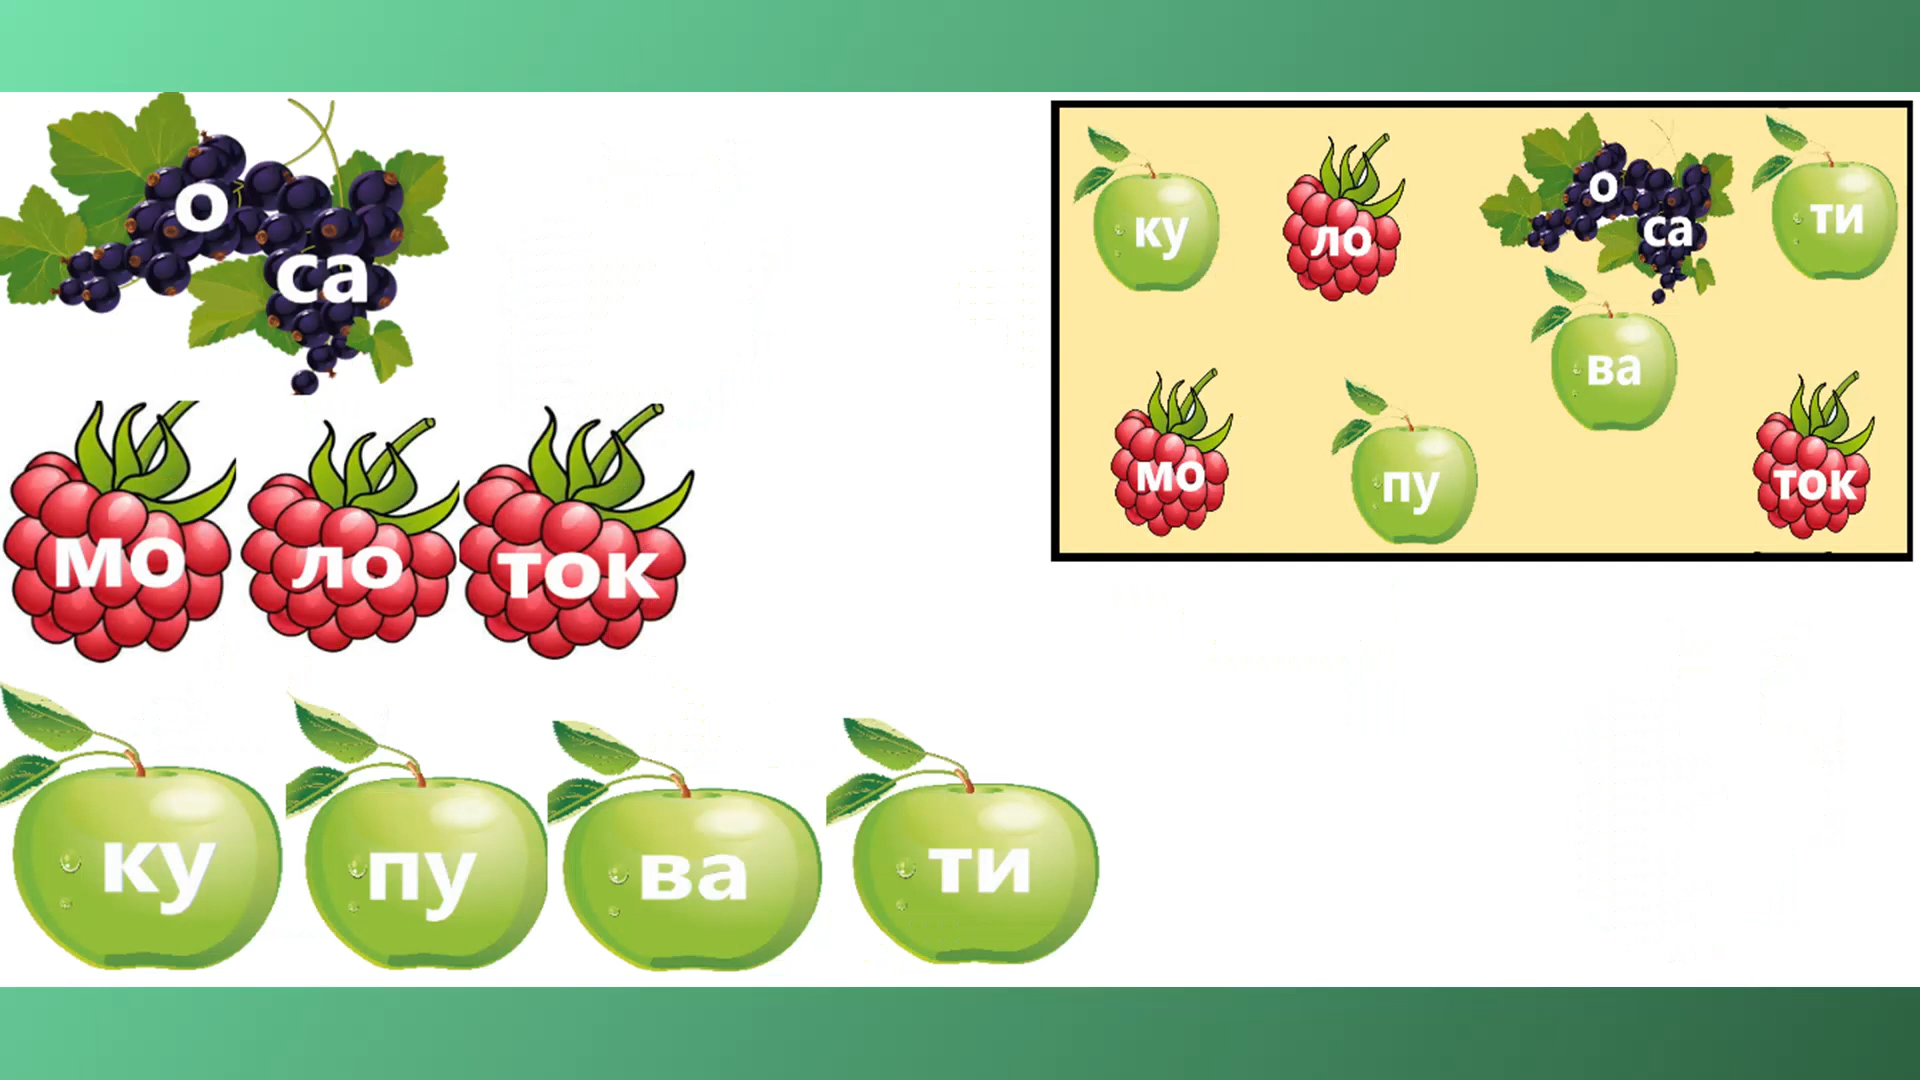 о
са
мо ло ток
ку пу ва ти
ку ло о са ти
ва
мо пу ток